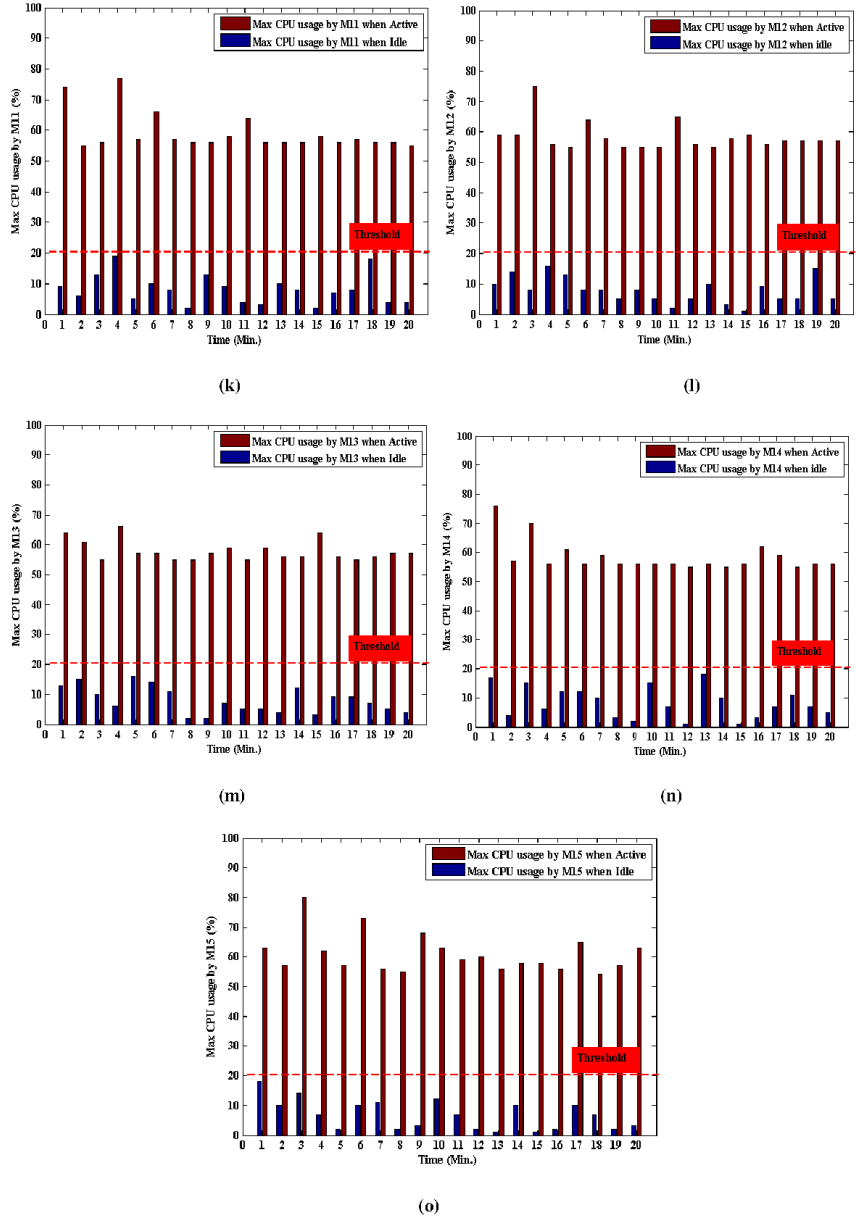 100
90
80
70
60
50
40
30
20
10
0
Max CPU usage by M11 (%)
Max CPU usage by M11 when Active
Max CPU usage by M11 when Idle
Threshold
0 1 2 3 4 5 6 7 8 9 10 11 12 13 14 15 16 17 18 19 20
Time (Min.)
(k)
100
90
80
70
60
50
40
30
20
10
0
Max CPU usage by M12 (%)
Max CPU usage by M12 when Active
Max CPU usage by M12 when idle
Threshold
0 1 2 3 4 5 6 7 8 9 10 11 12 13 14 15 16 17 18 19 20
Time (Min.)
(l)
100
90
80
70
60
50
40
30
20
10
0
Max CPU usage by M13 (%)
Max CPU usage by M13 when Active
Max CPU usage by M13 when Idle
Threshold
0 1 2 3 4 5 6 7 8 9 10 11 12 13 14 15 16 17 18 19 20
Time (Min.)
(m)
100
90
80
70
60
50
40
30
20
10
0
Max CPU usage by M14 (%)
Max CPU usage by M14 when Active
Max CPU usage by M14 when idle
Threshold
0 1 2 3 4 5 6 7 8 9 10 11 12 13 14 15 16 17 18 19 20
Time (Min.)
(n)
100
90
80
70
60
50
40
30
20
10
0
Max CPU usage by M15 (%)
Max CPU usage by M15 when Active
Max CPU usage by M15 when Idle
Threshold
0 1 2 3 4 5 6 7 8 9 10 11 12 13 14 15 16 17 18 19 20
Time (Min.)
(o)